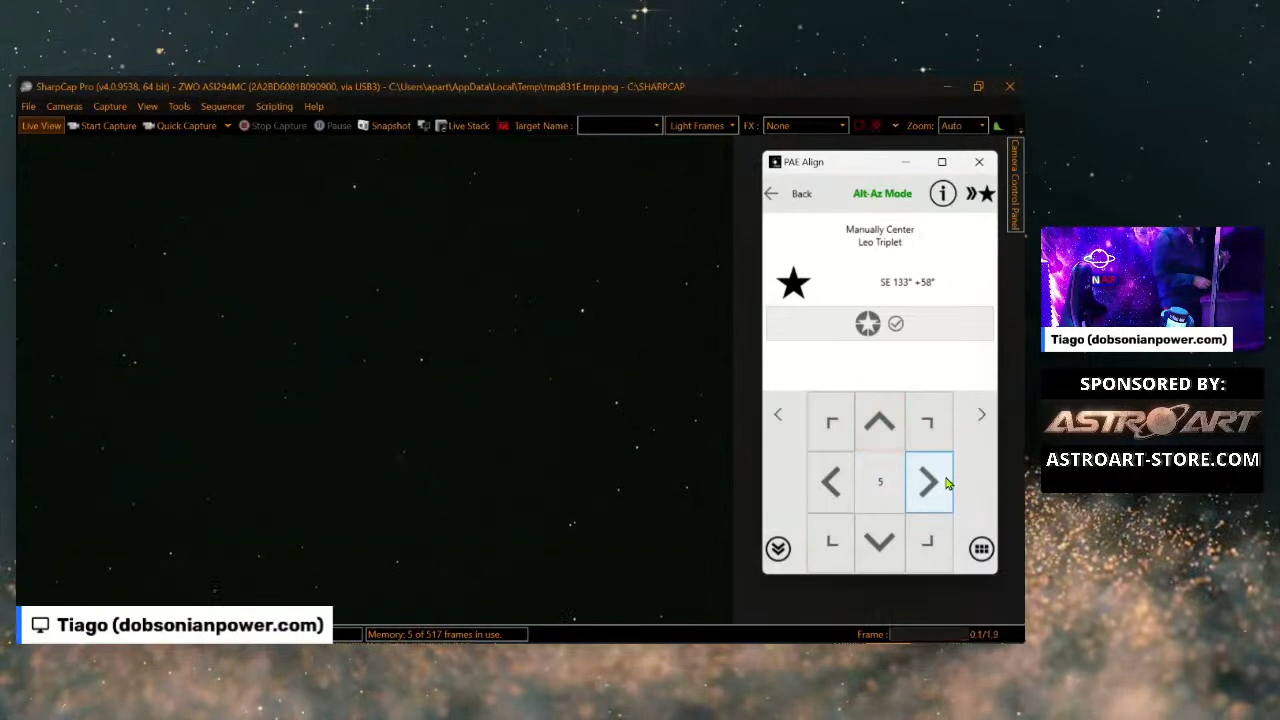 SharpCap Pro (v4.0.9538, 64 bit) - ZWO ASI294MC (2A2BD6081B090900, via USB3) - C:\Users\apart\AppData\Local\Temp\tmp831E.tmp.png - C:\SHARPCAP
File Cameras Capture View Tools Sequencer Scripting Help
Live View Start Capture Quick Capture Stop Capture Pause Snapshot Live Stack Target Name : Light Frames FX : None Zoom: Auto
Camera Control Panel
PAE Align
Back Alt-Az Mode
Manually Center
Leo Triplet
SE 133° +58°
5
Memory: 5 of 517 frames in use.
Frame : 0.1/1.9
Tiago (dobsonianpower.com)
Tiago (dobsonianpower.com)
SPONSORED BY:
ASTROART
ASTROART-STORE.COM